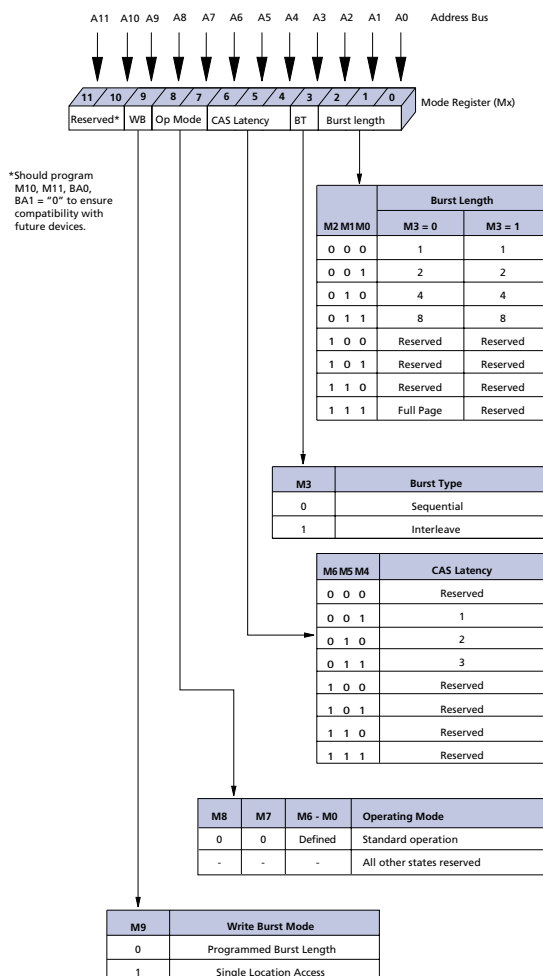 A11 A10 A9 A8 A7 A6 A5 A4 A3 A2 A1 A0 Address Bus
11 10 9 8 7 6 5 4 3 2 1 0
Mode Register (Mx)
Reserved* WB Op Mode CAS Latency BT Burst length
*Should program
M10, M11, BA0,
BA1 = “0” to ensure
compatibility with
future devices.
Burst Length
M2 M1 M0 M3 = 0 M3 = 1
0 0 0 1 1
0 0 1 2 2
0 1 0 4 4
0 1 1 8 8
1 0 0 Reserved Reserved
1 0 1 Reserved Reserved
1 1 0 Reserved Reserved
1 1 1 Full Page Reserved
M3 Burst Type
0 Sequential
1 Interleave
M6 M5 M4 CAS Latency
0 0 0 Reserved
0 0 1 1
0 1 0 2
0 1 1 3
1 0 0 Reserved
1 0 1 Reserved
1 1 0 Reserved
1 1 1 Reserved
M8 M7 M6 - M0 Operating Mode
0 0 Defined Standard operation
- - - All other states reserved
M9 Write Burst Mode
0 Programmed Burst Length
1 Single Location Access